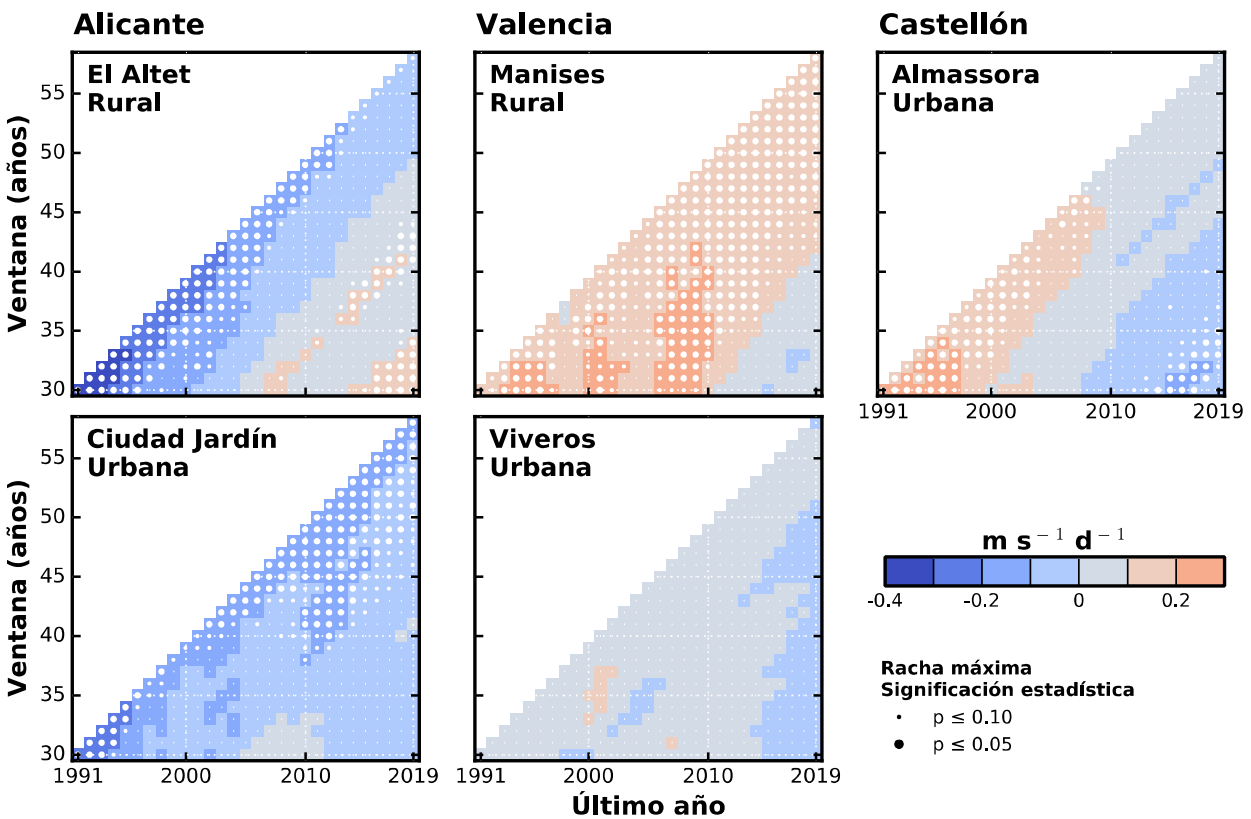 Alicante
Valencia
Castellón
Ventana (años)
55
50
45
40
35
30
El Altet
Rural
Manises
Rural
Almassora
Urbana
1991
2000
2010
2019
Ventana (años)
55
50
45
40
35
30
Ciudad Jardín
Urbana
Viveros
Urbana
1991
2000
2010
2019
1991
2000
2010
2019
Último año
m s⁻¹ d⁻¹
-0.4
-0.2
0
0.2
Racha máxima
Significación estadística
p ≤ 0.10
p ≤ 0.05